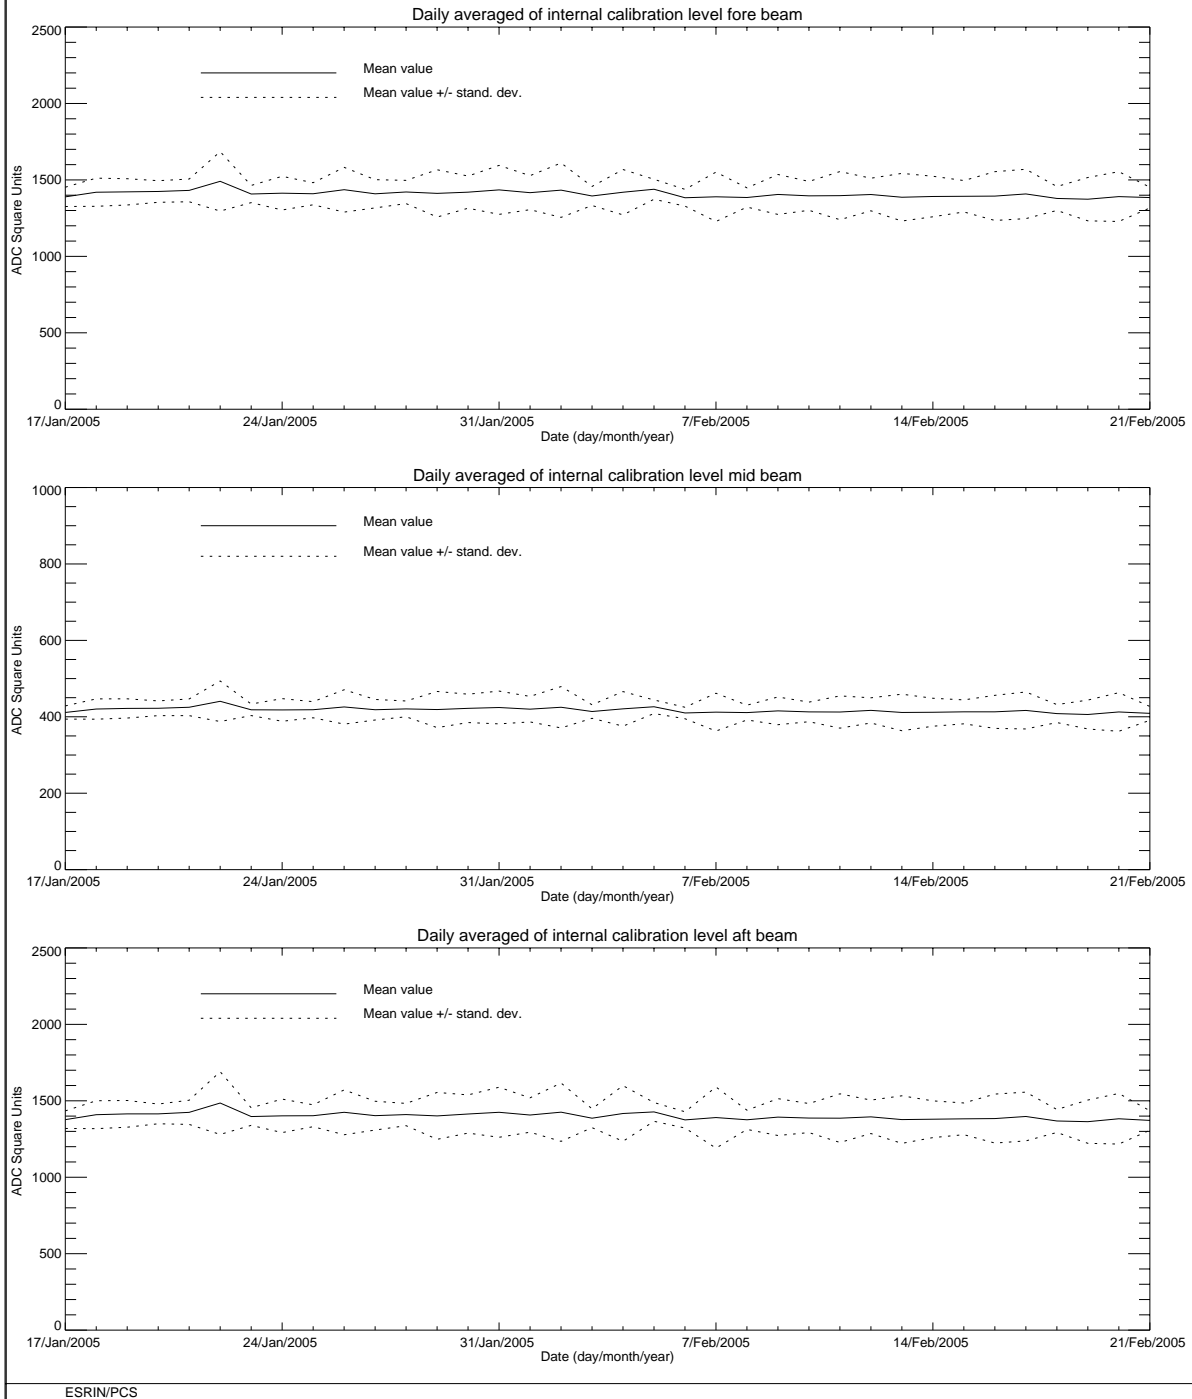 Daily averaged of internal calibration level fore beam
2500
Mean value
Mean value +/- stand. dev.
2000
1500
ADC Square Units
1000
500
0
17/Jan/2005 24/Jan/2005 31/Jan/2005 7/Feb/2005 14/Feb/2005 21/Feb/2005
Date (day/month/year)
Daily averaged of internal calibration level mid beam
1000
Mean value
Mean value +/- stand. dev.
800
600
ADC Square Units
400
200
0
17/Jan/2005 24/Jan/2005 31/Jan/2005 7/Feb/2005 14/Feb/2005 21/Feb/2005
Date (day/month/year)
Daily averaged of internal calibration level aft beam
2500
Mean value
Mean value +/- stand. dev.
2000
1500
ADC Square Units
1000
500
0
17/Jan/2005 24/Jan/2005 31/Jan/2005 7/Feb/2005 14/Feb/2005 21/Feb/2005
Date (day/month/year)
ESRIN/PCS